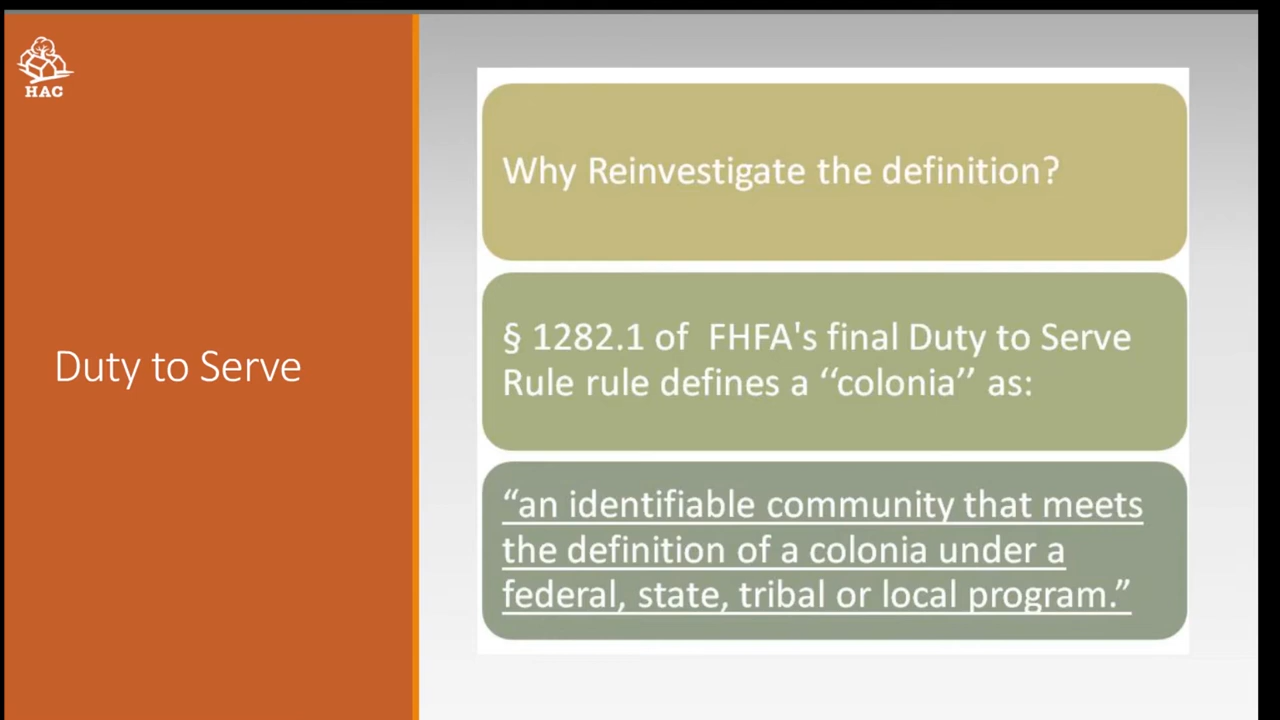 HAC
Duty to Serve
Why Reinvestigate the definition?
§ 1282.1 of  FHFA's final Duty to Serve
Rule rule defines a ‘‘colonia’’ as:
“an identifiable community that meets
the definition of a colonia under a
federal, state, tribal or local program.”